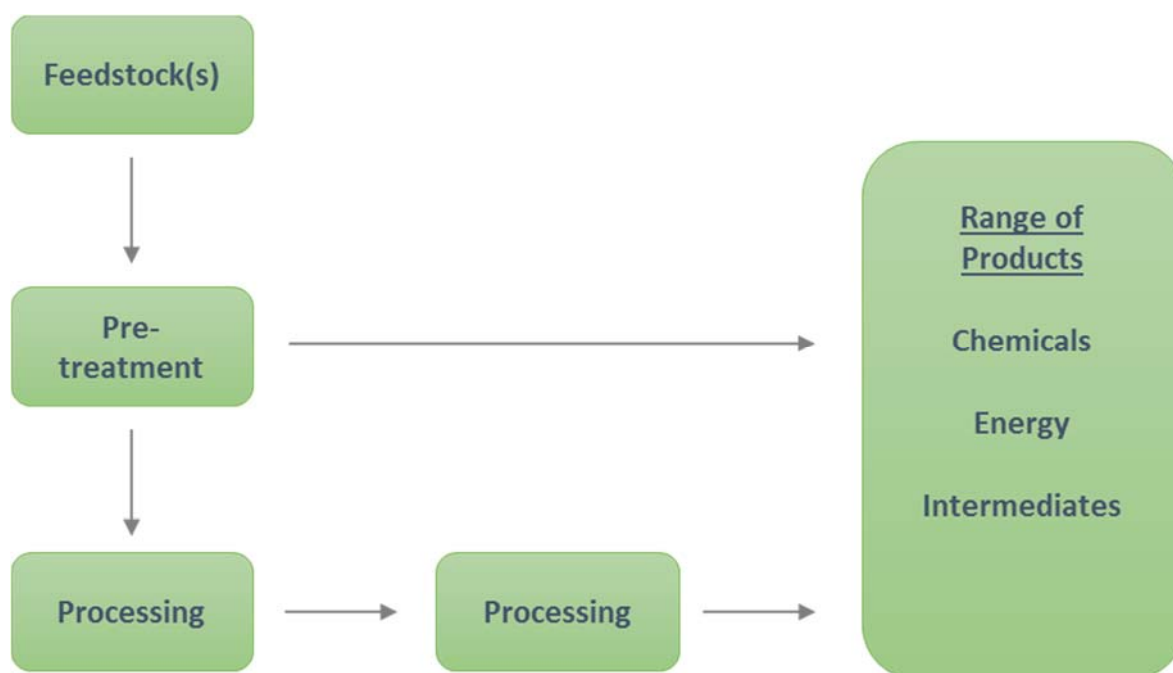 Feedstock(s)
Pre-
treatment
Processing
Processing
Range of
Products
Chemicals
Energy
Intermediates